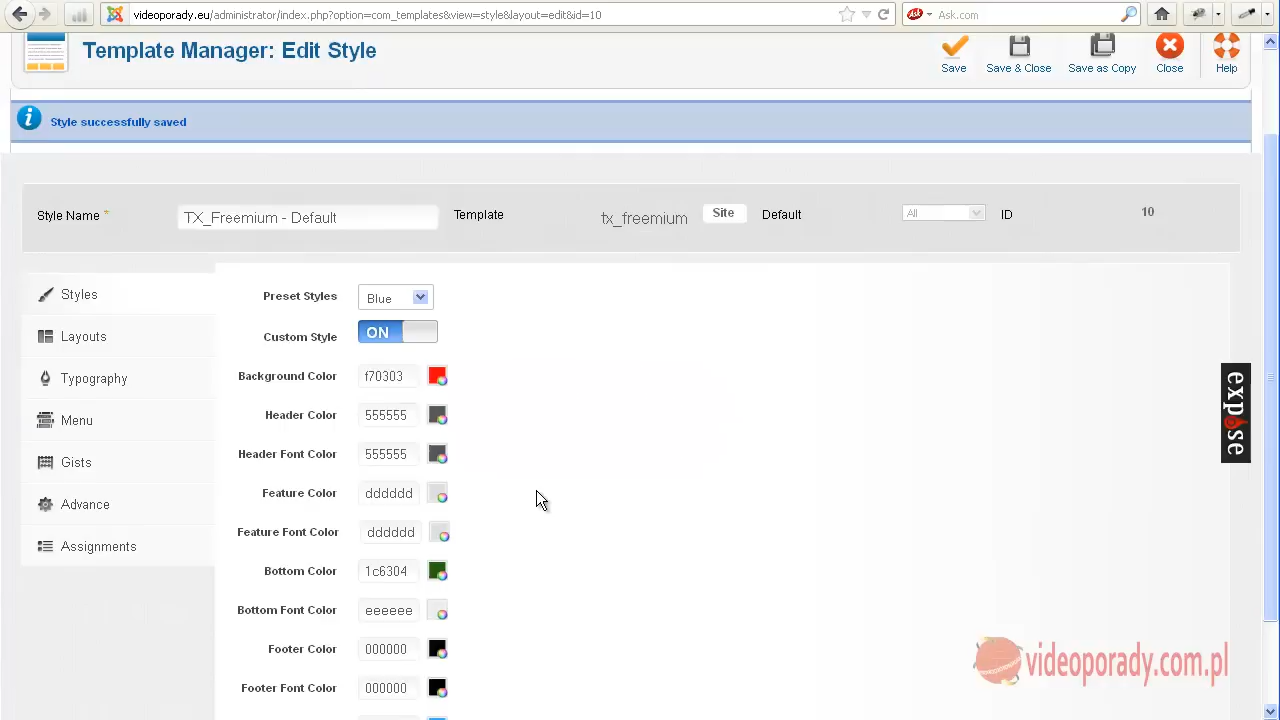 videoporady.eu/administrator/index.php?option=com_templates&view=style&layout=edit&id=10
Ask.com
Template Manager: Edit Style
Save
Save & Close
Save as Copy
Close
Help
Style successfully saved
Style Name *
TX_Freemium - Default
Template
tx_freemium
Site
Default
All
ID
10
Styles
Layouts
Typography
Menu
Gists
Advance
Assignments
Preset Styles
Blue
Custom Style
ON
Background Color
f70303
Header Color
555555
Header Font Color
555555
Feature Color
dddddd
Feature Font Color
dddddd
Bottom Color
1c6304
Bottom Font Color
eeeeee
Footer Color
000000
Footer Font Color
000000
expose
videoporady.com.pl